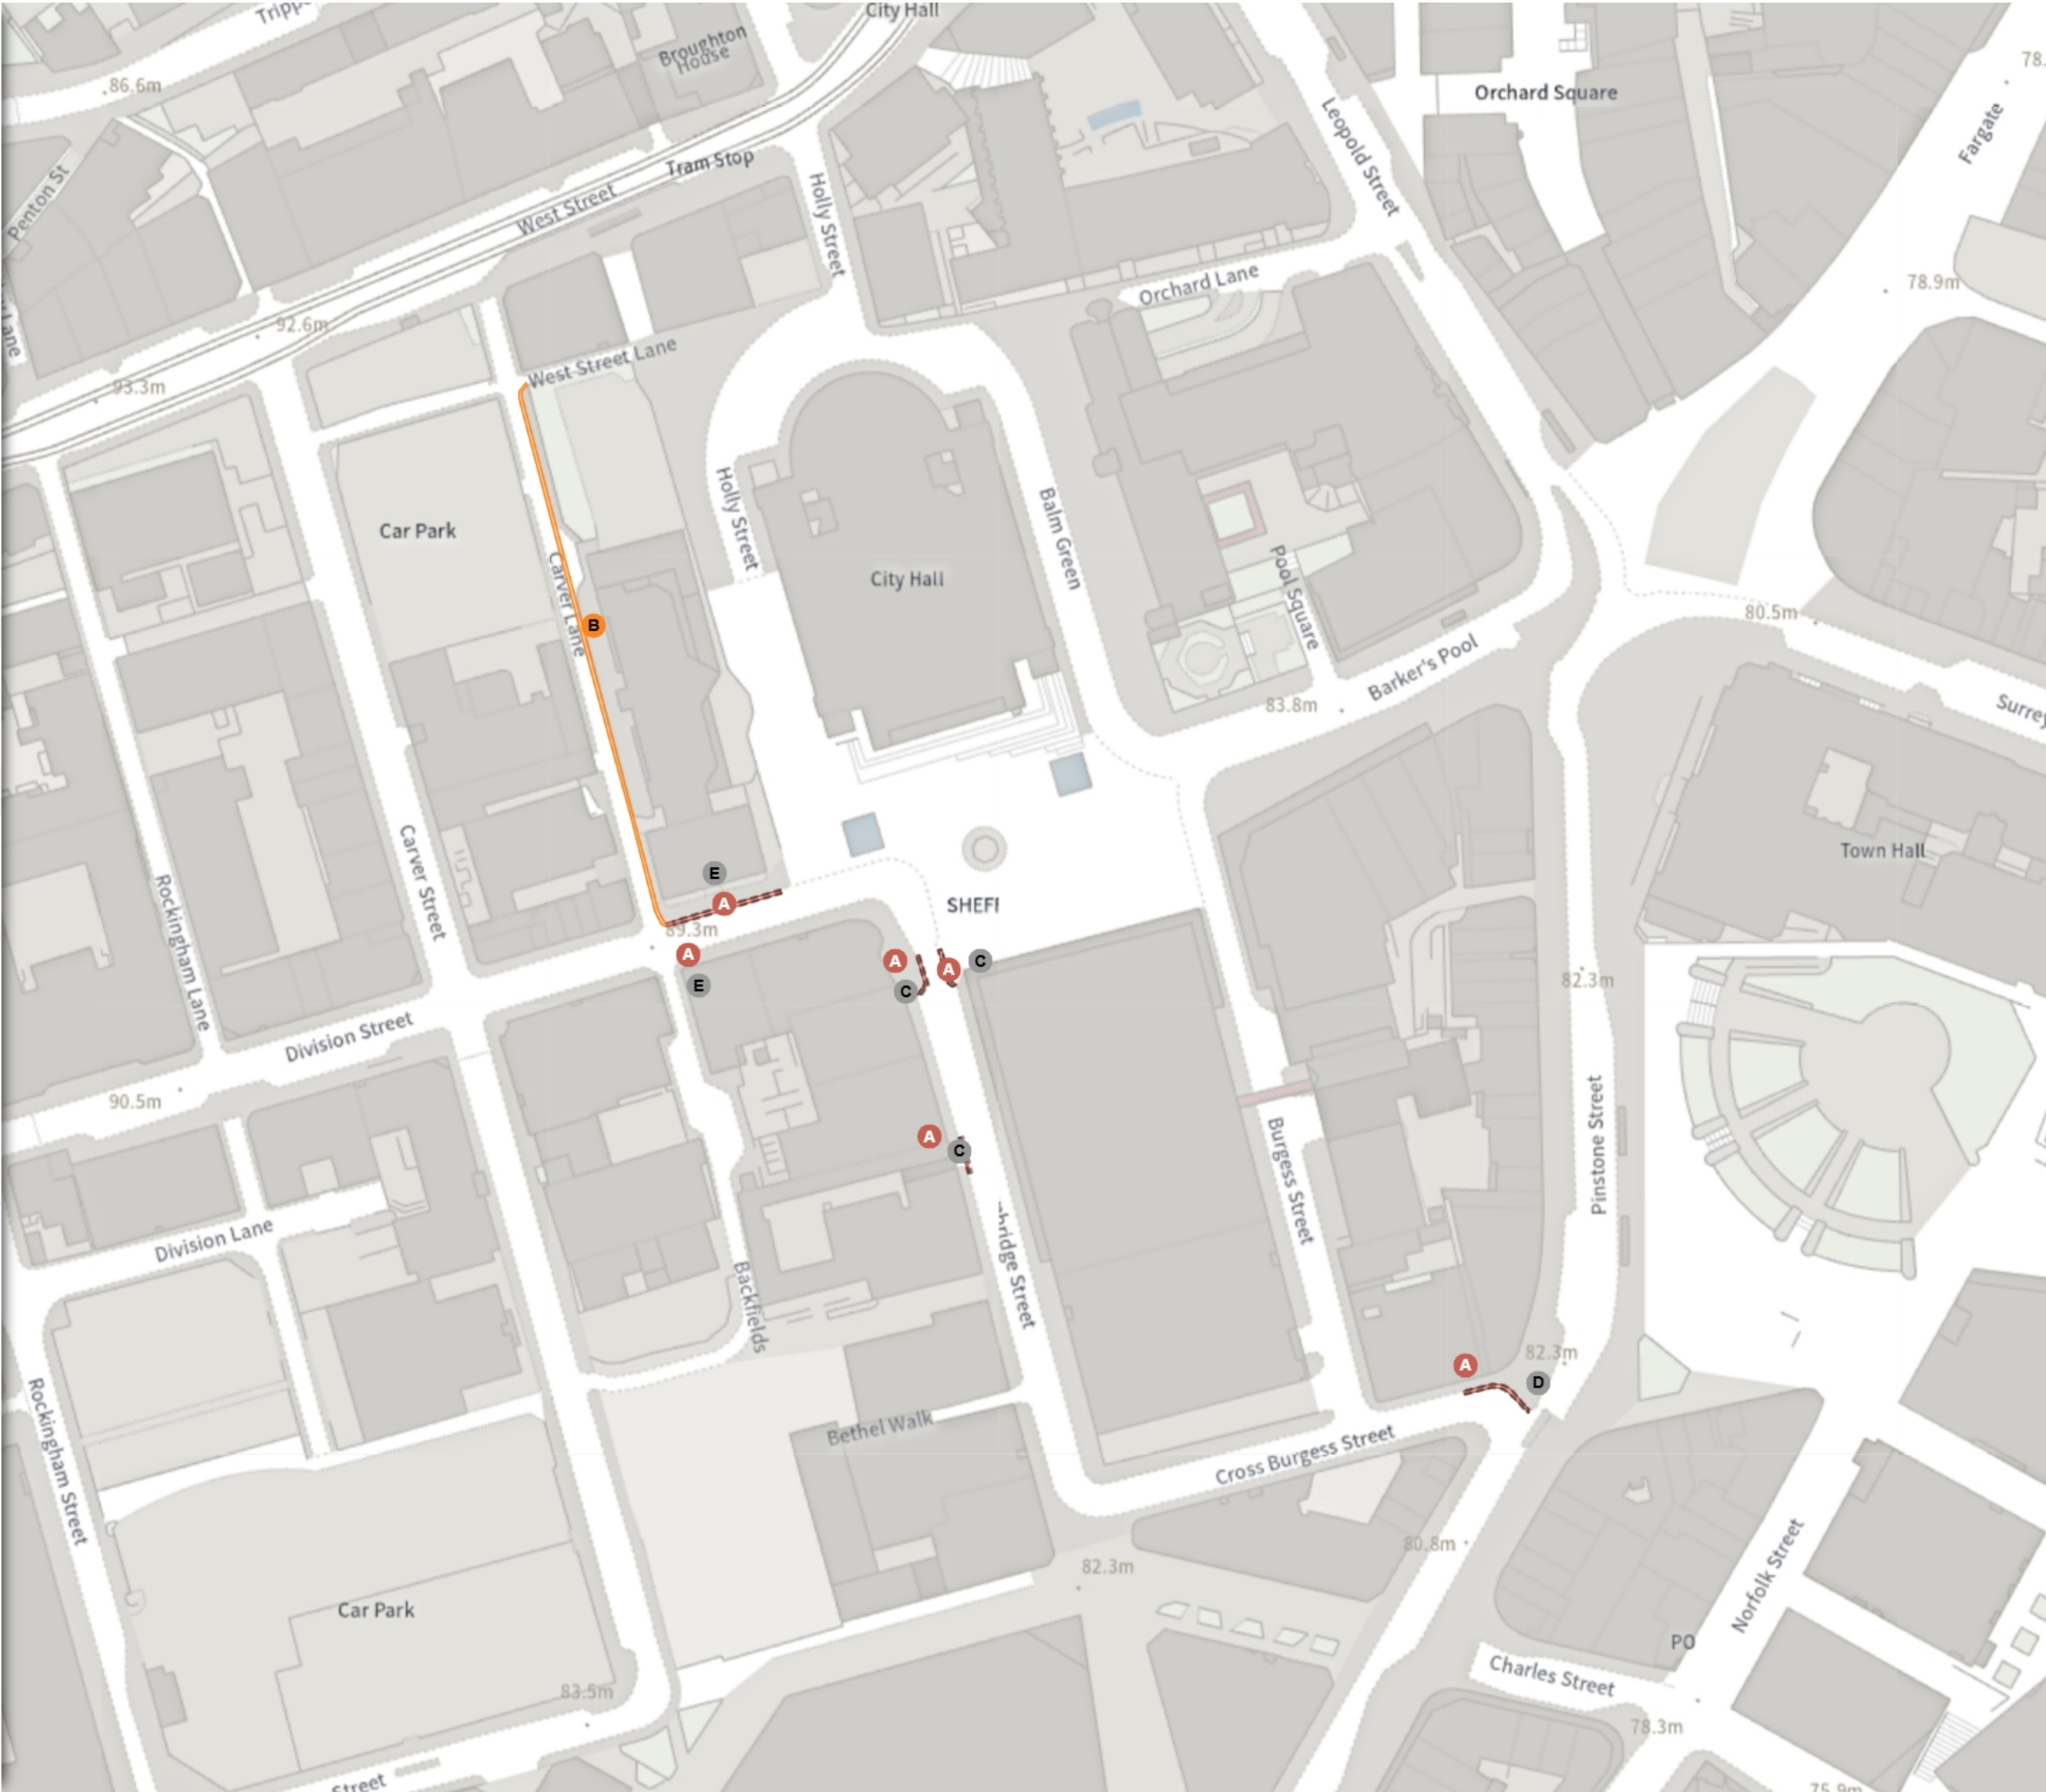 City Hall
Tripp
Broughton
House
86.6m
Orchard Square
78.
Leopold Street
Fargate
Tram Stop
West Street
Penton St
Holly Street
Orchard Lane
78.9m
Lane
92.6m
West Street Lane
93.3m
Car Park
Holly Street
Balm Green
City Hall
Pool Square
Carver Lane
B
80.5m
Barker's Pool
83.8m
Surrey
Carver Street
Town Hall
E
A
SHEFF
89.3m
Rockingham Lane
A
E
A
C
A
C
82.3m
Division Street
90.5m
Pinstone Street
A
C
Burgess Street
Division Lane
bridge Street
Backfields
82.3m
A
D
Rockingham Street
Bethel Walk
Cross Burgess Street
80.8m
82.3m
Norfolk Street
Car Park
PO
Charles Street
83.5m
78.3m
Street
75.9m